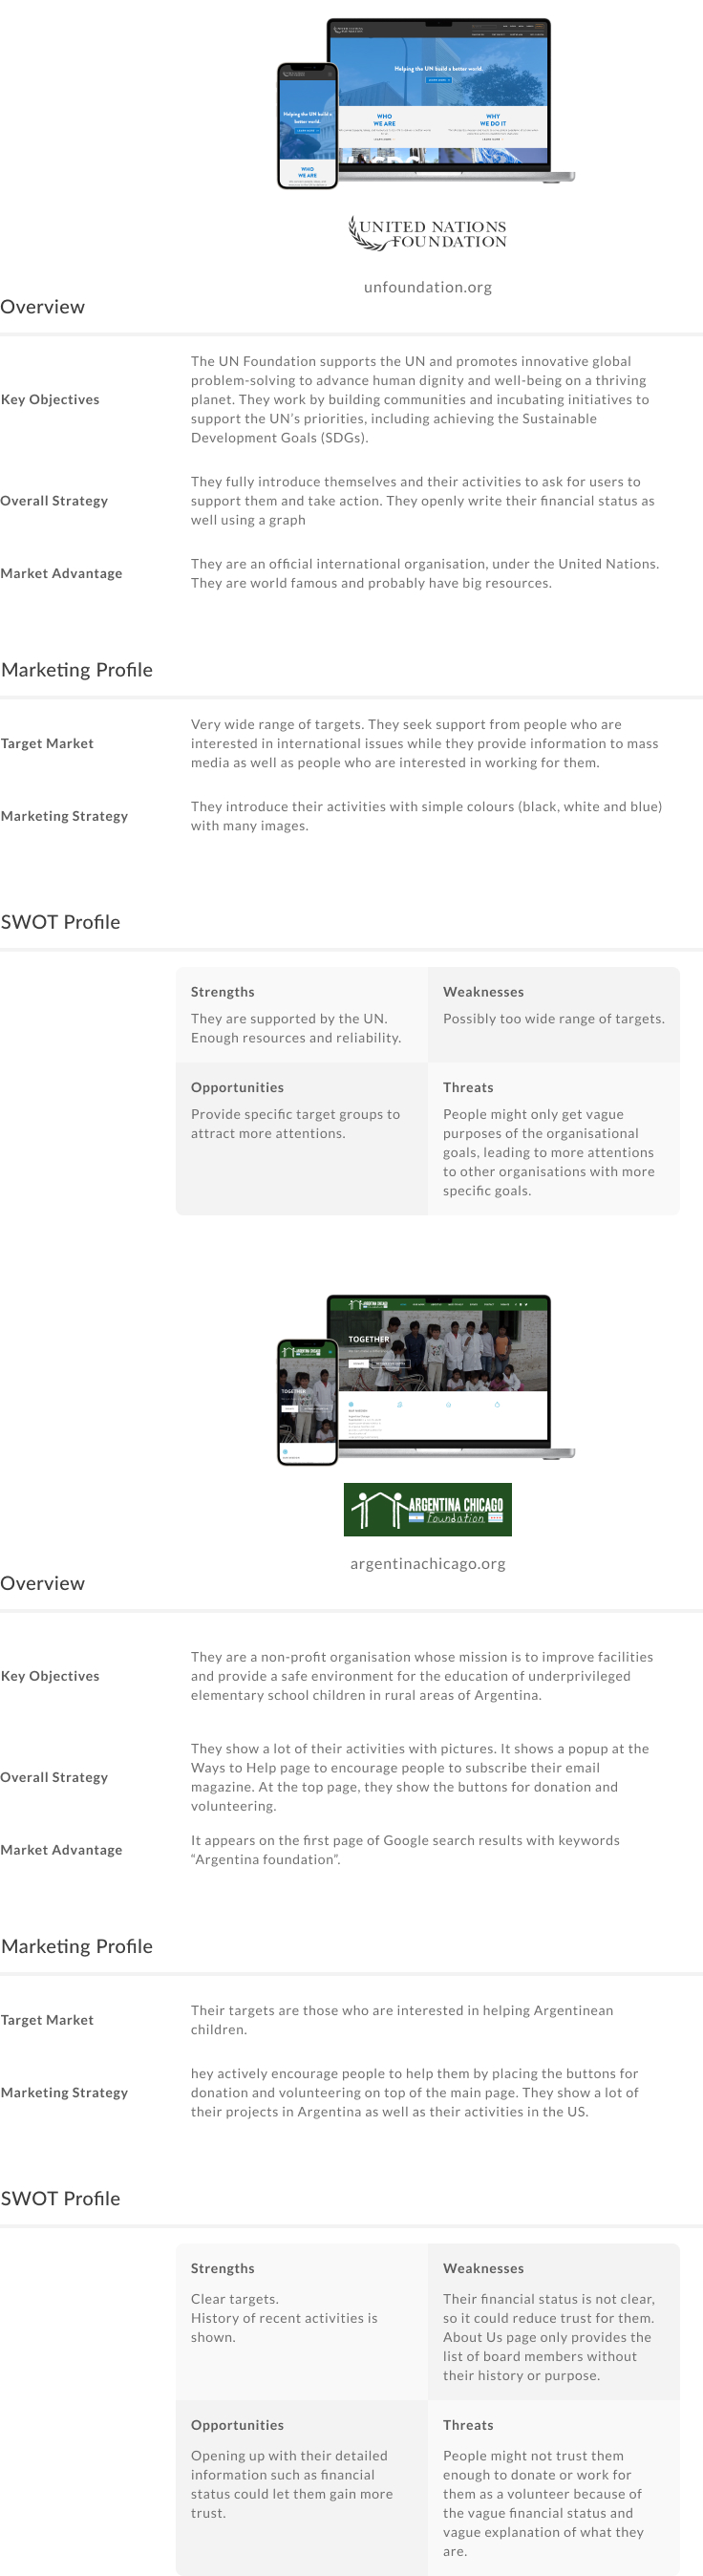 UNITED NATIONS
FOUNDATION
Helping the UN build a better world.
WHO
WE ARE
WHY
WE DO IT
Helping the UN build a
better world.
WHO
WE ARE
UNITED NATIONS
FOUNDATION
unfoundation.org
Overview
Key Objectives
The UN Foundation supports the UN and promotes innovative global
problem-solving to advance human dignity and well-being on a thriving
planet. They work by building communities and incubating initiatives to
support the UN’s priorities, including achieving the Sustainable
Development Goals (SDGs).
Overall Strategy
They fully introduce themselves and their activities to ask for users to
support them and take action. They openly write their financial status as
well using a graph
Market Advantage
They are an official international organisation, under the United Nations.
They are world famous and probably have big resources.
Marketing Profile
Target Market
Very wide range of targets. They seek support from people who are
interested in international issues while they provide information to mass
media as well as people who are interested in working for them.
Marketing Strategy
They introduce their activities with simple colours (black, white and blue)
with many images.
SWOT Profile
Strengths
They are supported by the UN.
Enough resources and reliability.
Weaknesses
Possibly too wide range of targets.
Opportunities
Provide specific target groups to
attract more attentions.
Threats
People might only get vague
purposes of the organisational
goals, leading to more attentions
to other organisations with more
specific goals.
ARGENTINA CHICAGO
TOGETHER
ARGENTINA CHICAGO
TOGETHER
ARGENTINA CHICAGO
Foundation
argentinachicago.org
Overview
Key Objectives
They are a non-profit organisation whose mission is to improve facilities
and provide a safe environment for the education of underprivileged
elementary school children in rural areas of Argentina.
Overall Strategy
They show a lot of their activities with pictures. It shows a popup at the
Ways to Help page to encourage people to subscribe their email
magazine. At the top page, they show the buttons for donation and
volunteering.
Market Advantage
It appears on the first page of Google search results with keywords
“Argentina foundation”.
Marketing Profile
Target Market
Their targets are those who are interested in helping Argentinean
children.
Marketing Strategy
hey actively encourage people to help them by placing the buttons for
donation and volunteering on top of the main page. They show a lot of
their projects in Argentina as well as their activities in the US.
SWOT Profile
Strengths
Clear targets.
History of recent activities is
shown.
Weaknesses
Their financial status is not clear,
so it could reduce trust for them.
About Us page only provides the
list of board members without
their history or purpose.
Opportunities
Opening up with their detailed
information such as financial
status could let them gain more
trust.
Threats
People might not trust them
enough to donate or work for
them as a volunteer because of
the vague financial status and
vague explanation of what they
are.